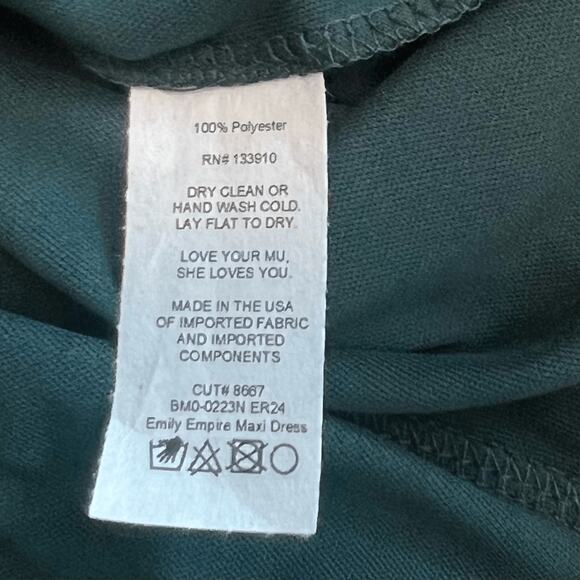 100% Polyester
RN# 133910
DRY CLEAN OR
HAND WASH COLD.
LAY FLAT TO DRY.
LOVE YOUR MU,
SHE LOVES YOU.
MADE IN THE USA
OF IMPORTED FABRIC
AND IMPORTED
COMPONENTS
CUT# 8667
BM0-0223N ER24
Emily Empire Maxi Dress